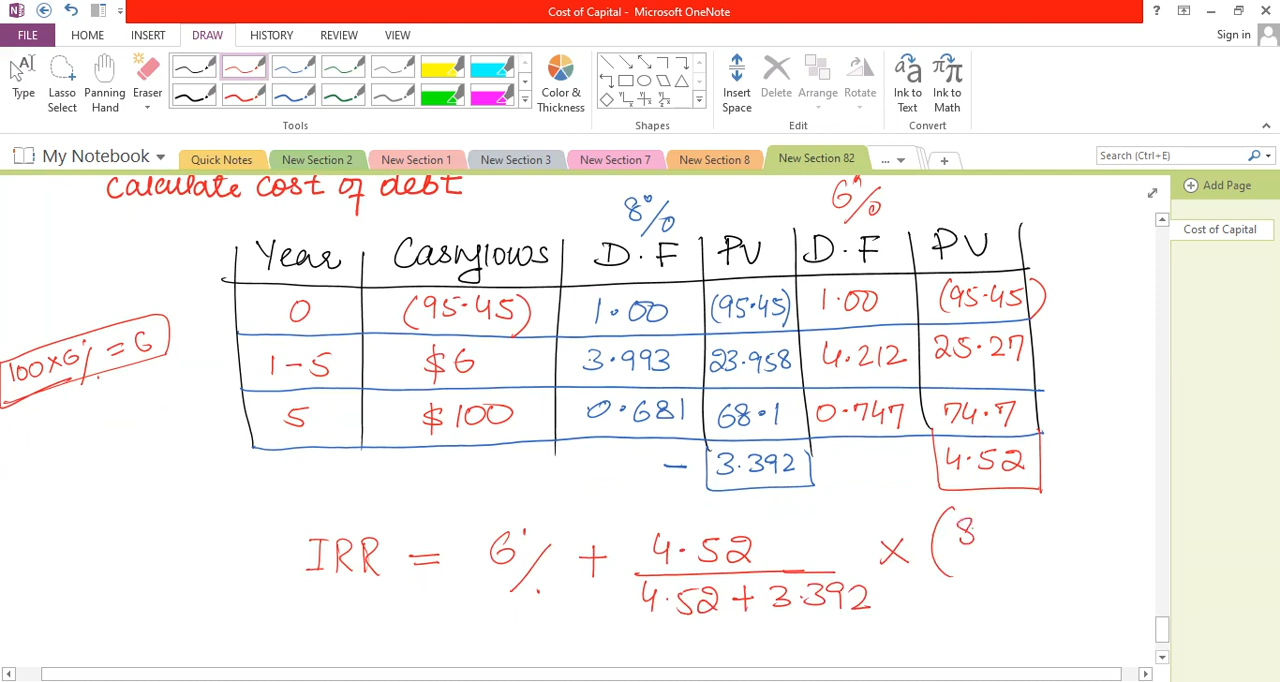 Cost of Capital - Microsoft OneNote
?
FILE HOME INSERT DRAW HISTORY REVIEW VIEW
Sign in
Type
Lasso Select
Panning Hand
Eraser
Color & Thickness
Insert Space
Delete
Arrange
Rotate
Ink to Text
Ink to Math
Tools
Shapes
Edit
Convert
My Notebook
Quick Notes
New Section 2
New Section 1
New Section 3
New Section 7
New Section 8
New Section 82
...
+
Search (Ctrl+E)
Add Page
Cost of Capital
Calculate cost of debt
8% 6%
Year Cashflows D.F PV D.F PV
0 (95.45) 1.00 (95.45) 1.00 (95.45)
1-5 $6 3.993 23.958 4.212 25.27
5 $100 0.681 68.1 0.747 74.7
- 3.392 4.52
100x6% = 6
IRR = 6% + 4.52 × (8
4.52 + 3.392